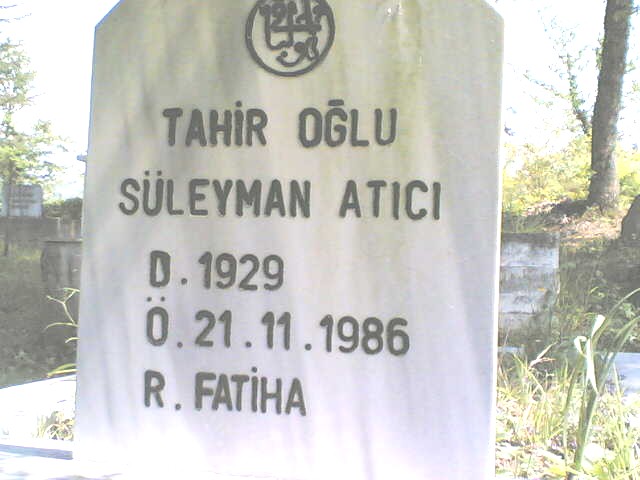 TAHİR OĞLU
SÜLEYMAN ATICI
D. 1929
Ö. 21.11.1986
R. FATİHA